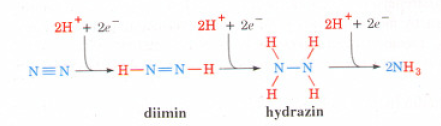 2H⁺ + 2e⁻ 2H⁺ + 2e⁻ 2H⁺ + 2e⁻
H H
N≡N H—N=N—H N—N 2NH₃
H H
diimin hydrazin